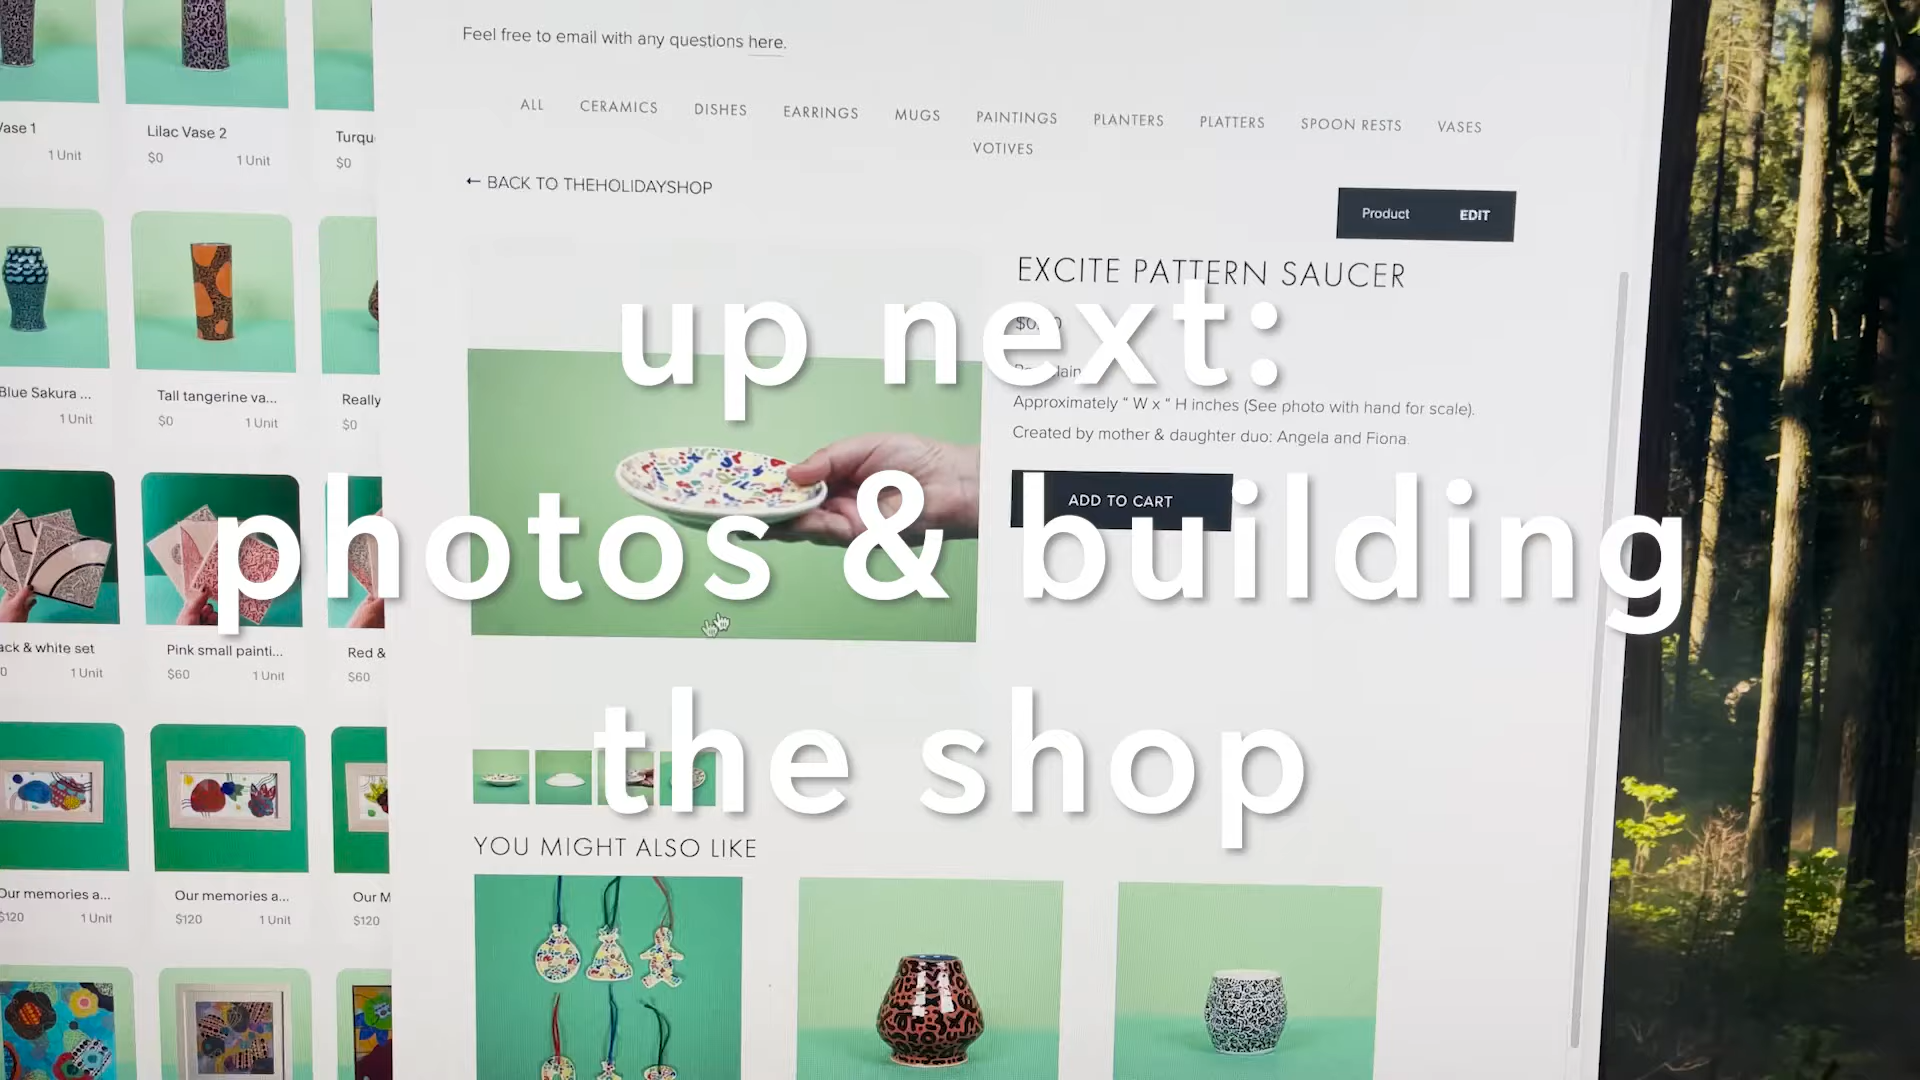 Feel free to email with any questions here.
ALL CERAMICS DISHES EARRINGS MUGS PAINTINGS PLANTERS PLATTERS SPOON RESTS VASES
VOTIVES
← BACK TO THEHOLIDAYSHOP
Product EDIT
EXCITE PATTERN SAUCER
Approximately “ W x “ H inches (See photo with hand for scale).
Created by mother & daughter duo: Angela and Fiona.
ADD TO CART
YOU MIGHT ALSO LIKE
up next:
photos & building
the shop
1 Unit
Lilac Vase 2
$0 1 Unit
$0
Blue Sakura ...
1 Unit
Tall tangerine va...
$0 1 Unit
Really
$0
& white set
1 Unit
Pink small painti...
$60 1 Unit
Red &
$60
Our memories a...
$120 1 Unit
Our memories a...
$120 1 Unit
Our M
$120